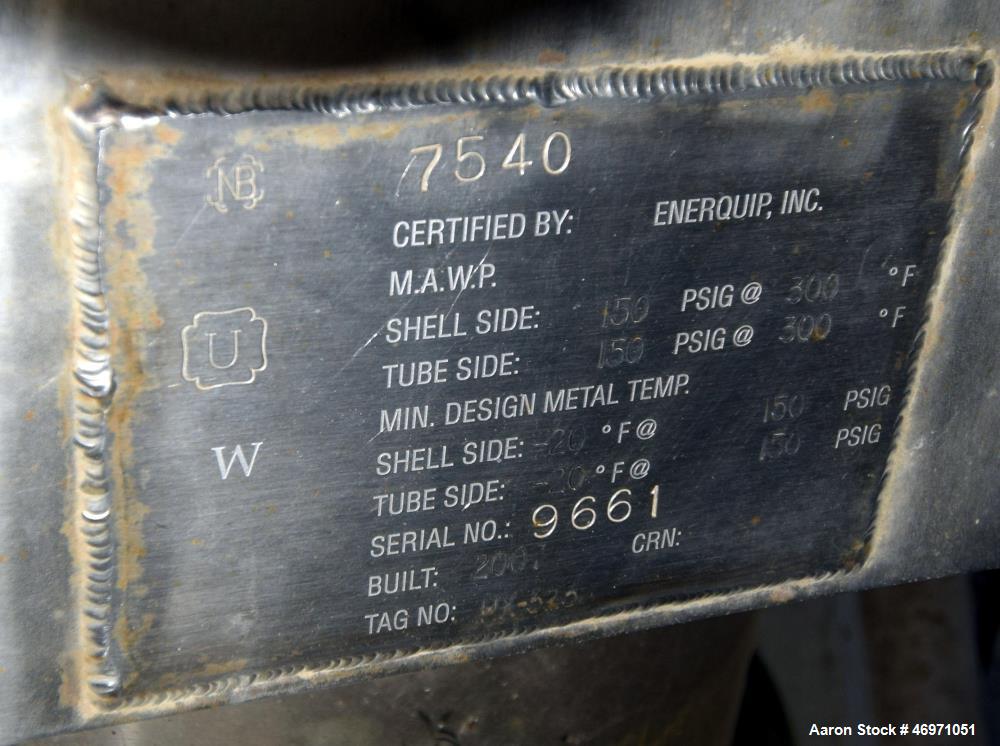 NB 7540
CERTIFIED BY: ENERQUIP, INC.
M.A.W.P.
SHELL SIDE: 150 PSIG @ 300 °F
U
TUBE SIDE: 150 PSIG @ 300 °F
MIN. DESIGN METAL TEMP.
W
SHELL SIDE: -20 °F @ 150 PSIG
TUBE SIDE: -20 °F @ 150 PSIG
SERIAL NO.: 9661
BUILT: 2007 CRN:
TAG NO:
Aaron Stock # 46971051